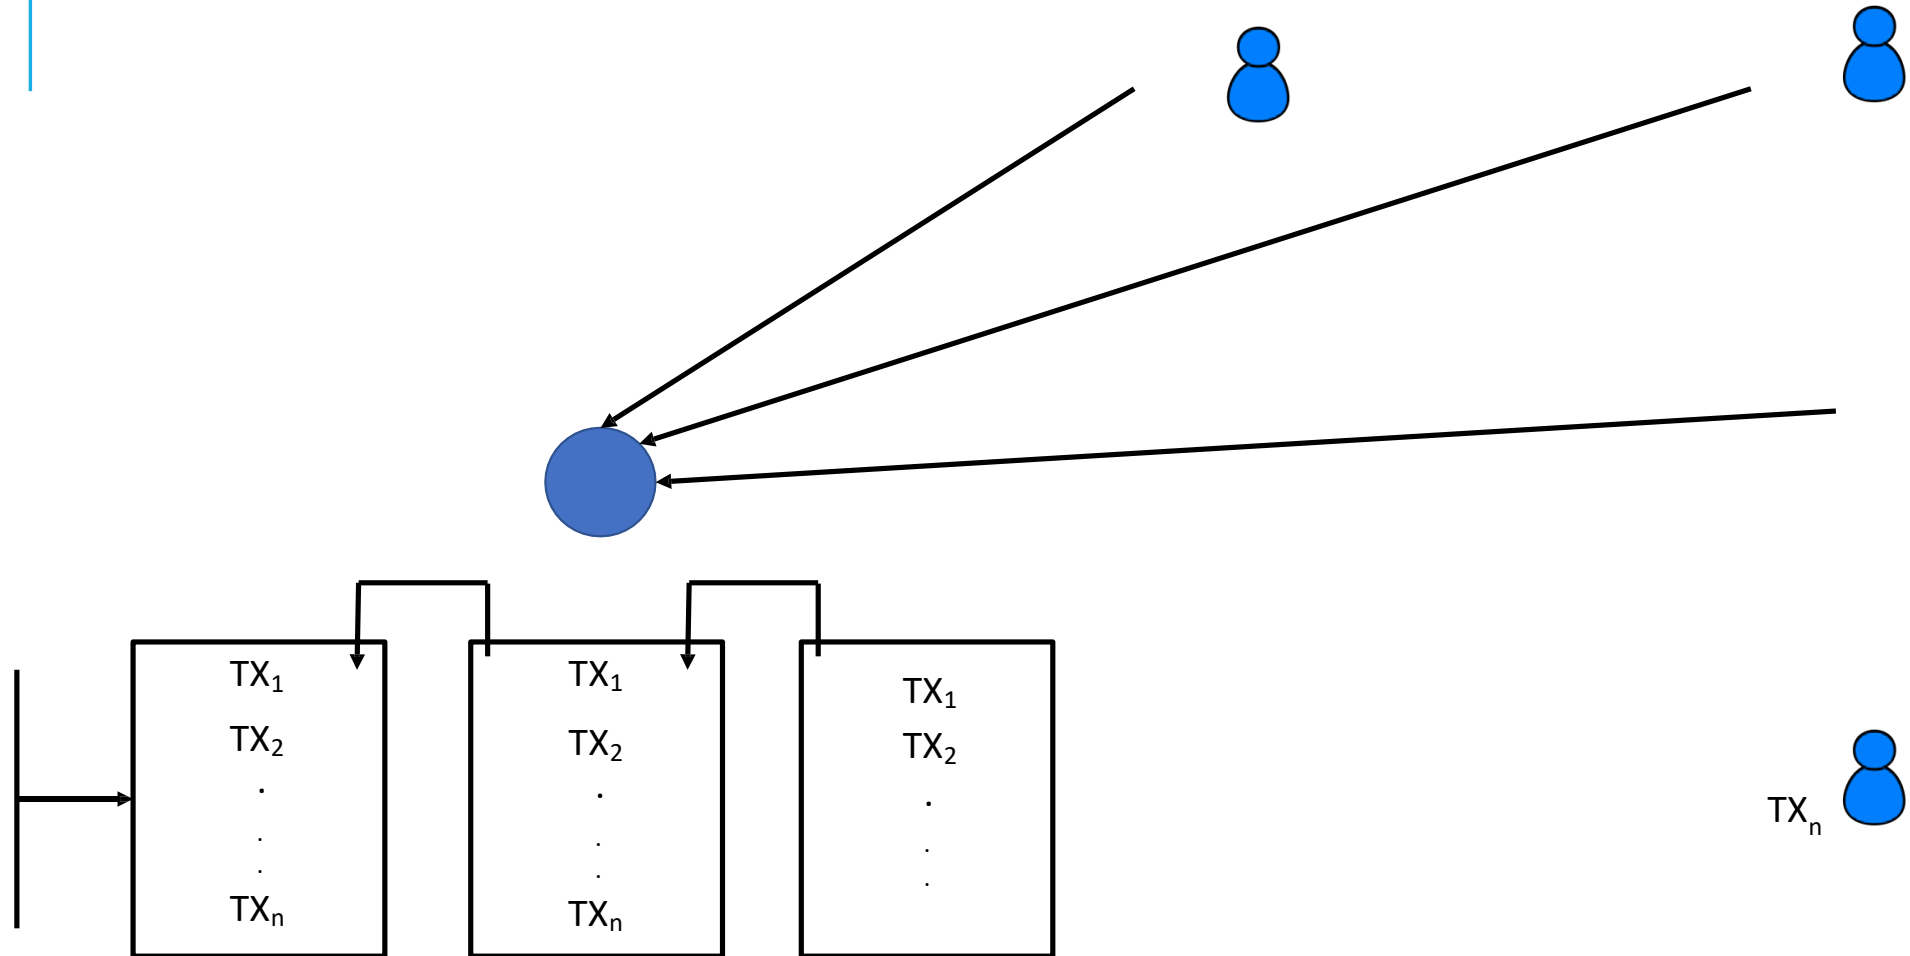 TX₁
TX₂
.
.
.
TXₙ
TX₁
TX₂
.
.
.
TXₙ
TX₁
TX₂
.
.
.
TXₙ